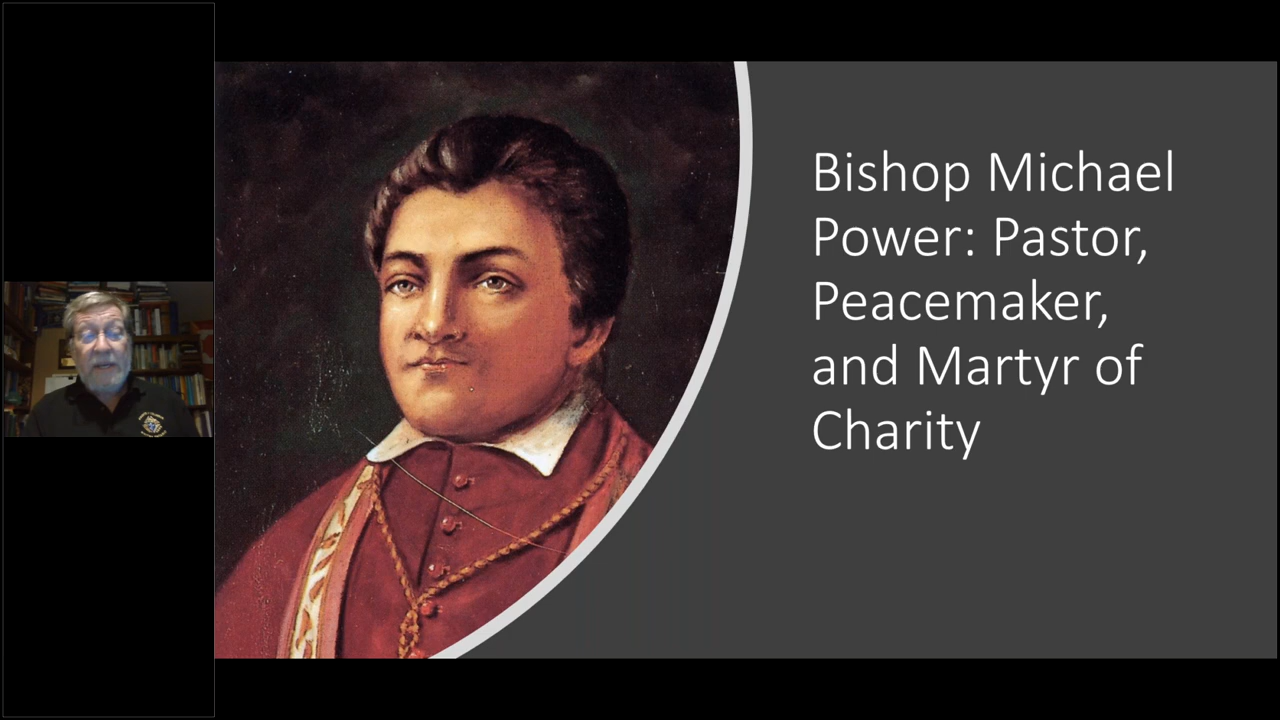 Bishop Michael
Power: Pastor,
Peacemaker,
and Martyr of
Charity